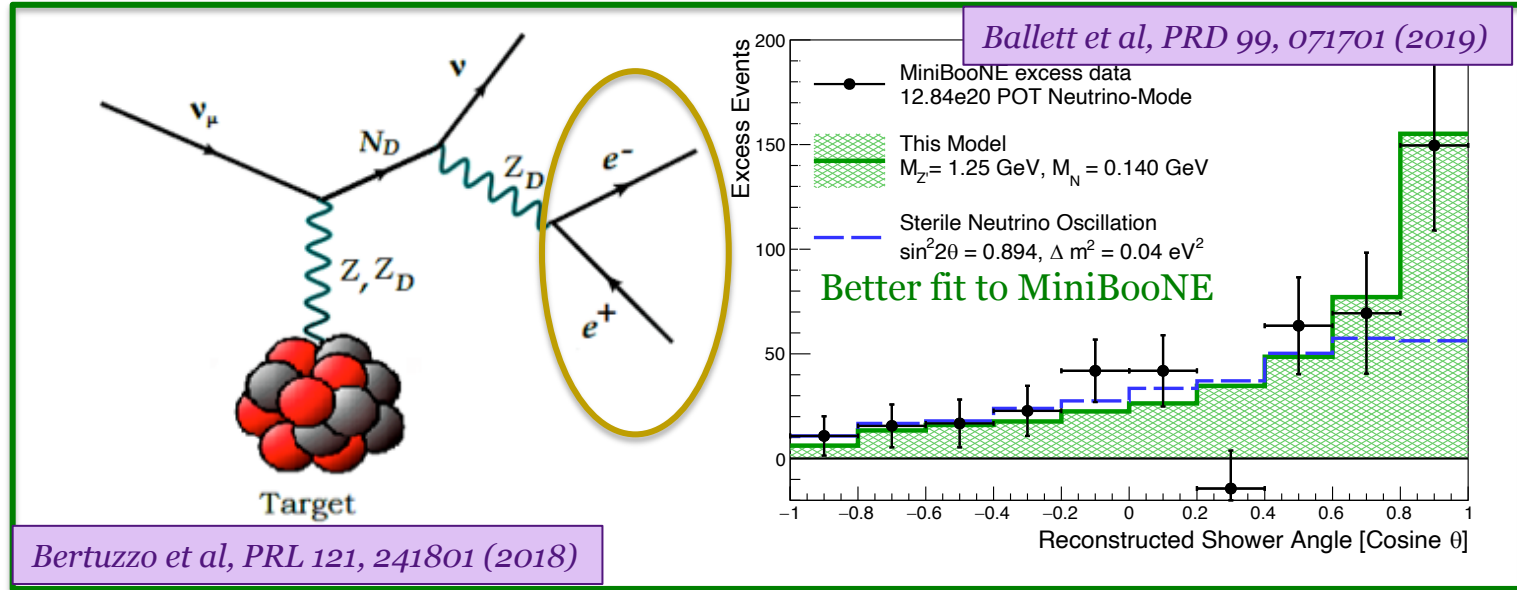 ν_μ
N_D
ν
Z_D
e⁻
e⁺
Z, Z_D
Target
Bertuzzo et al, PRL 121, 241801 (2018)
Ballett et al, PRD 99, 071701 (2019)
MiniBooNE excess data
12.84e20 POT Neutrino-Mode
This Model
M_Z' = 1.25 GeV, M_N = 0.140 GeV
Sterile Neutrino Oscillation
sin²2θ = 0.894, Δ m² = 0.04 eV²
Better fit to MiniBooNE
Excess Events
200
150
100
50
0
−1 −0.8 −0.6 −0.4 −0.2 0 0.2 0.4 0.6 0.8 1
Reconstructed Shower Angle [Cosine θ]